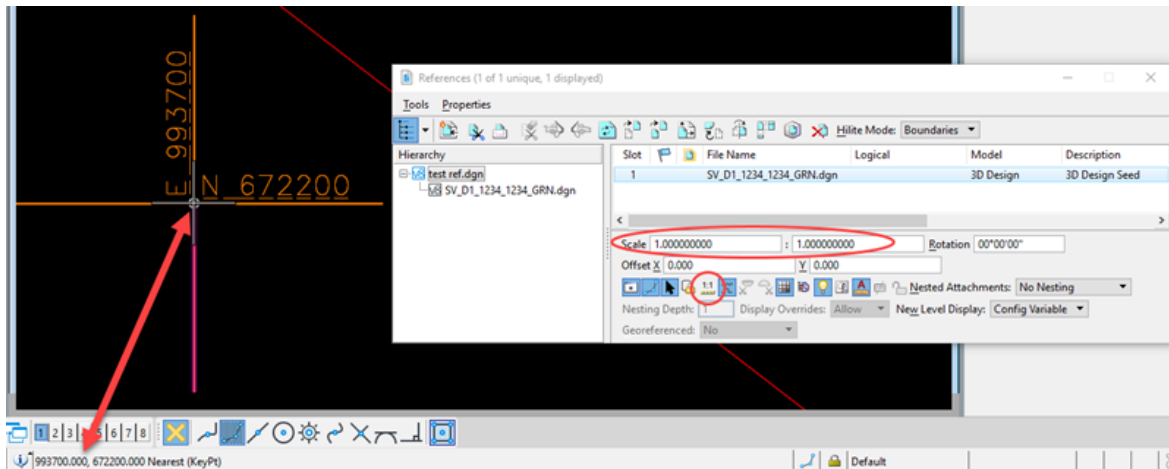 E 993700
N 672200
References (1 of 1 unique, 1 displayed)
Tools Properties
Hilite Mode: Boundaries
Hierarchy
test ref.dgn
SV_D1_1234_1234_GRN.dgn
Slot File Name Logical Model Description
1 SV_D1_1234_1234_GRN.dgn 3D Design 3D Design Seed
Scale 1.000000000 : 1.000000000 Rotation 00°00'00"
Offset X 0.000 Y 0.000
1:1 Nested Attachments: No Nesting
Nesting Depth: 1 Display Overrides: Allow New Level Display: Config Variable
Georeferenced: No
1 2 3 4 5 6 7 8
993700.000, 672200.000 Nearest (KeyPt) Default